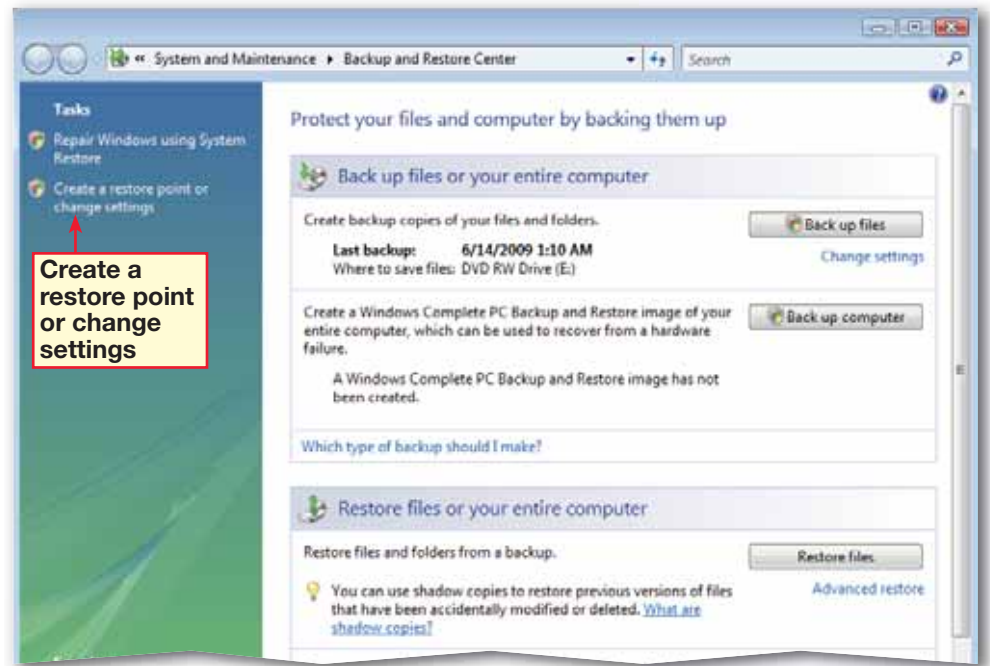 « System and Maintenance ▸ Backup and Restore Center
Search
Tasks
Repair Windows using System
Restore
Create a restore point or
change settings
Create a
restore point
or change
settings
Protect your files and computer by backing them up
Back up files or your entire computer
Create backup copies of your files and folders.
Back up files
Last backup: 6/14/2009 1:10 AM
Where to save files: DVD RW Drive (E:)
Change settings
Create a Windows Complete PC Backup and Restore image of your
entire computer, which can be used to recover from a hardware
failure.
Back up computer
A Windows Complete PC Backup and Restore image has not
been created.
Which type of backup should I make?
Restore files or your entire computer
Restore files and folders from a backup.
Restore files
You can use shadow copies to restore previous versions of files
that have been accidentally modified or deleted. What are
shadow copies?
Advanced restore